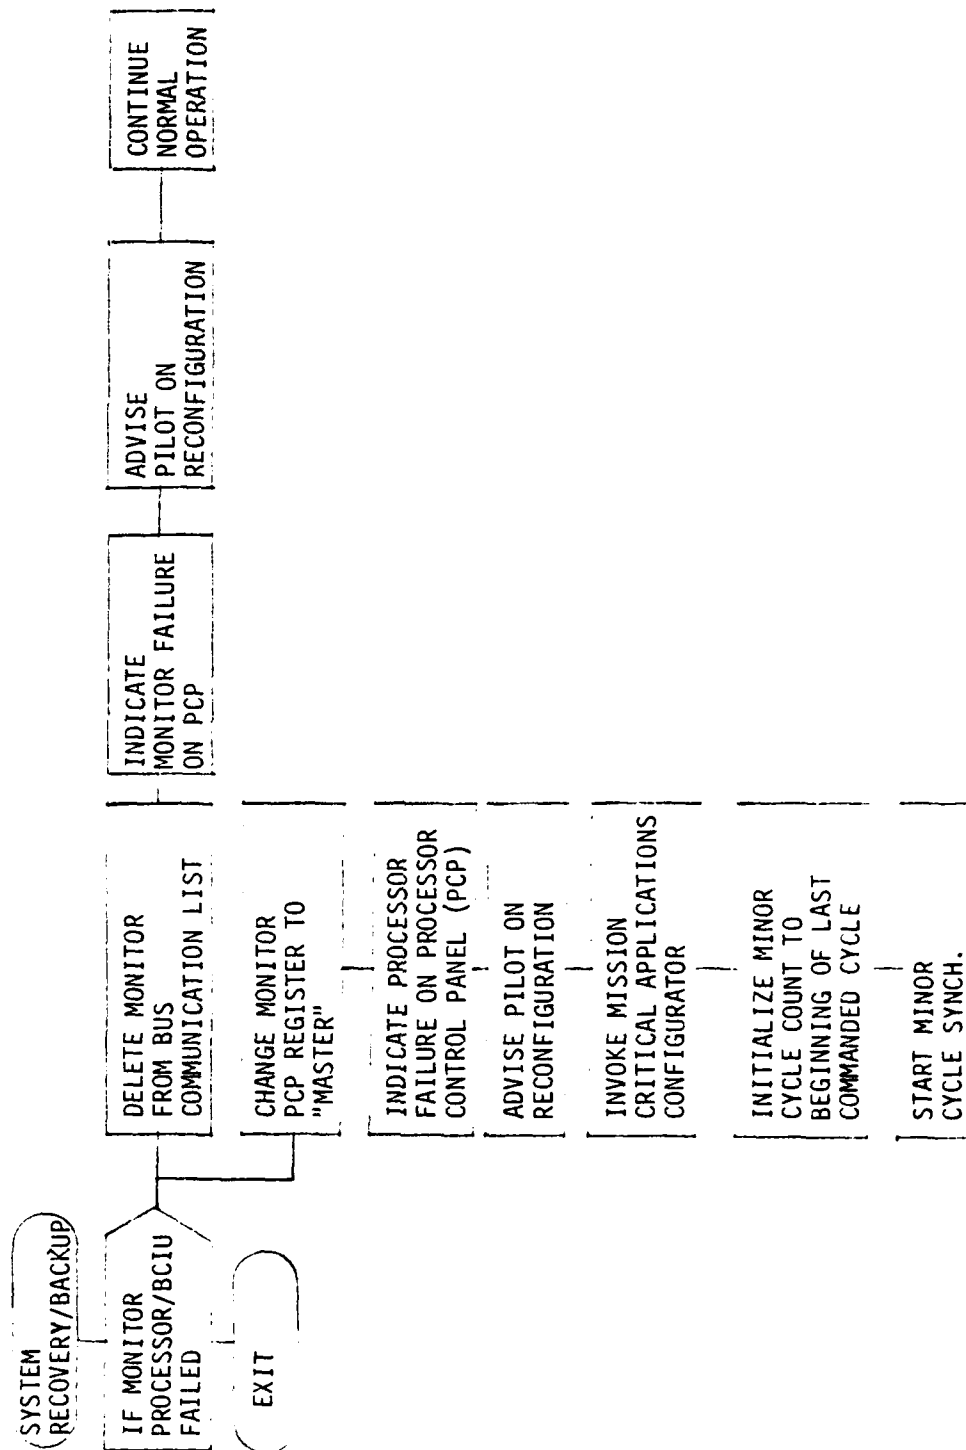 SYSTEM
RECOVERY/BACKUP
IF MONITOR
PROCESSOR/BCIU
FAILED
EXIT
DELETE MONITOR
FROM BUS
COMMUNICATION LIST
INDICATE
MONITOR FAILURE
ON PCP
ADVISE
PILOT ON
RECONFIGURATION
CONTINUE
NORMAL
OPERATION
CHANGE MONITOR
PCP REGISTER TO
"MASTER"
INDICATE PROCESSOR
FAILURE ON PROCESSOR
CONTROL PANEL (PCP)
ADVISE PILOT ON
RECONFIGURATION
INVOKE MISSION
CRITICAL APPLICATIONS
CONFIGURATOR
INITIALIZE MINOR
CYCLE COUNT TO
BEGINNING OF LAST
COMMANDED CYCLE
START MINOR
CYCLE SYNCH.